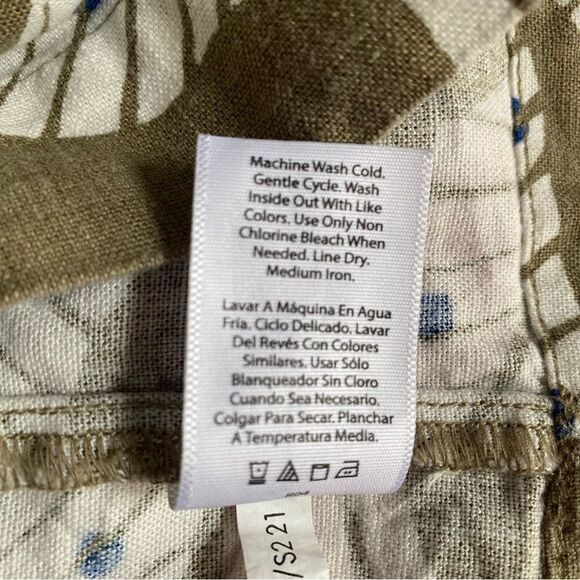 Machine Wash Cold.
Gentle Cycle. Wash
Inside Out With Like
Colors. Use Only Non
Chlorine Bleach When
Needed. Line Dry.
Medium Iron.
Lavar A Máquina En Agua
Fría. Ciclo Delicado. Lavar
Del Revés Con Colores
Similares. Usar Sólo
Blanqueador Sin Cloro
Cuando Sea Necesario.
Colgar Para Secar. Planchar
A Temperatura Media.
/S221